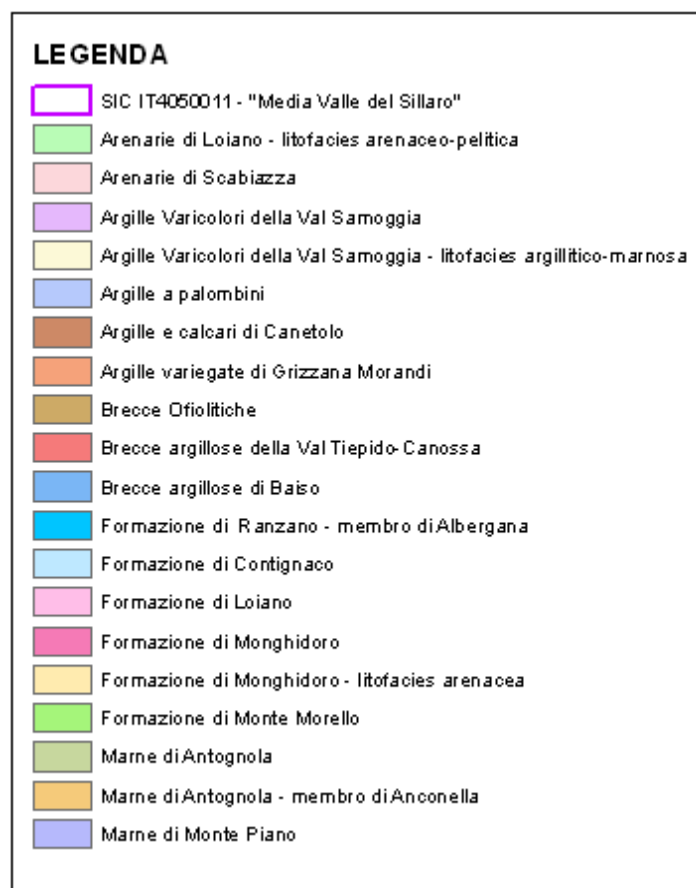 LEGENDA
SIC IT4050011 - "Media Valle del Sillaro"
Arenarie di Loiano - litofacies arenaceo-pelitica
Arenarie di Scabiazza
Argille Varicolori della Val Samoggia
Argille Varicolori della Val Samoggia - litofacies argillitico-marnosa
Argille a palombini
Argille e calcari di Canetolo
Argille variegate di Grizzana Morandi
Brecce Ofiolitiche
Brecce argillose della Val Tiepido-Canossa
Brecce argillose di Baiso
Formazione di Ranzano - membro di Albergana
Formazione di Contignaco
Formazione di Loiano
Formazione di Monghidoro
Formazione di Monghidoro - litofacies arenacea
Formazione di Monte Morello
Marne di Antognola
Marne di Antognola - membro di Anconella
Marne di Monte Piano